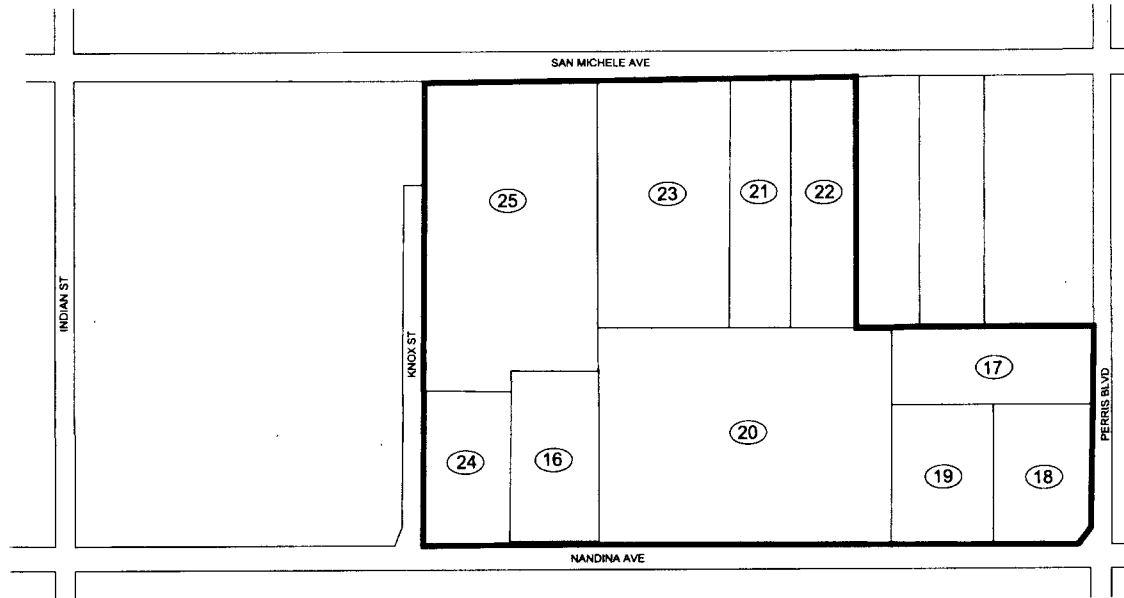 SAN MICHELE AVE
25
23
21
22
INDIAN ST
KNOX ST
17
PERRIS BLVD
20
24
16
19
18
NANDINA AVE